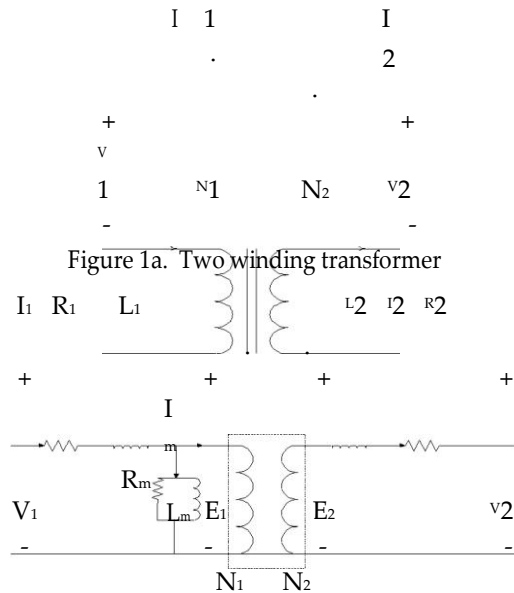 I 1 I
2
.
.
+ +
V
1 N1 N2 V2
- -
Figure 1a. Two winding transformer
I1 R1 L1 L2 I2 R2
+ + + +
I
m
Rm
V1 Lm E1 E2 V2
- - - -
N1 N2